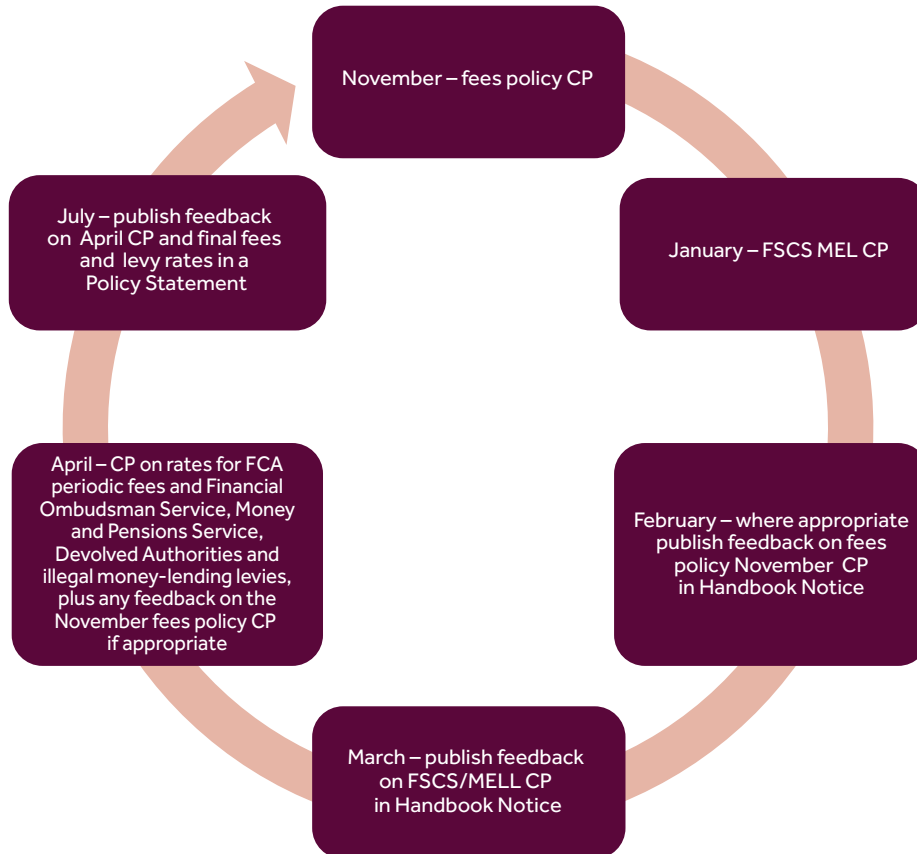 November – fees policy CP
January – FSCS MEL CP
February – where appropriate
publish feedback on fees
policy November CP
in Handbook Notice
March – publish feedback
on FSCS/MELL CP
in Handbook Notice
April – CP on rates for FCA
periodic fees and Financial
Ombudsman Service, Money
and Pensions Service,
Devolved Authorities and
illegal money-lending levies,
plus any feedback on the
November fees policy CP
if appropriate
July – publish feedback
on April CP and final fees
and levy rates in a
Policy Statement